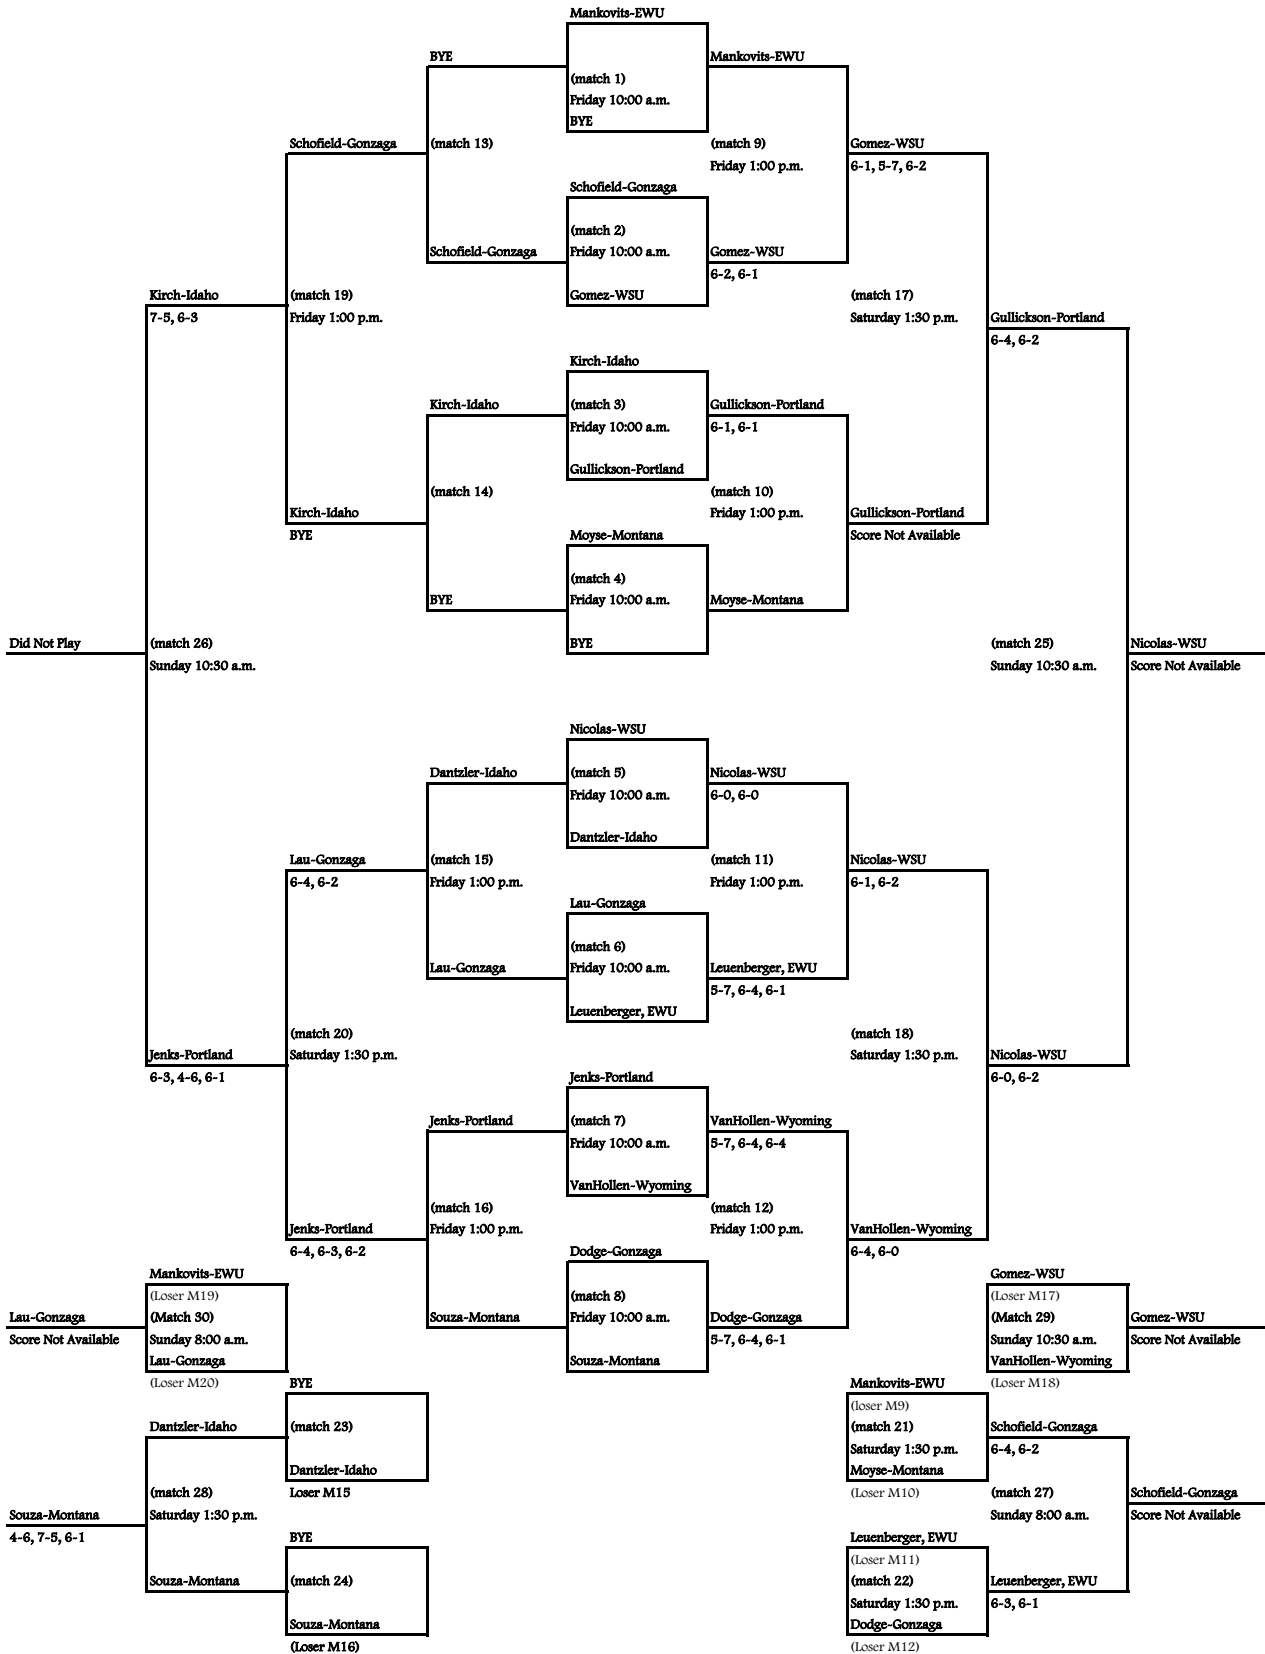 Mankovits-EWU
BYE
Mankovits-EWU
(match 1)
Friday 10:00 a.m.
BYE
Schofield-Gonzaga
(match 13)
(match 9)
Gomez-WSU
Friday 1:00 p.m.
6-1, 5-7, 6-2
Schofield-Gonzaga
(match 2)
Schofield-Gonzaga
Friday 10:00 a.m.
Gomez-WSU
6-2, 6-1
Kirch-Idaho
(match 19)
Gomez-WSU
(match 17)
7-5, 6-3
Friday 1:00 p.m.
Saturday 1:30 p.m.
Gullickson-Portland
6-4, 6-2
Kirch-Idaho
Kirch-Idaho
(match 3)
Gullickson-Portland
Friday 10:00 a.m.
6-1, 6-1
Gullickson-Portland
(match 14)
(match 10)
Kirch-Idaho
Friday 1:00 p.m.
Gullickson-Portland
BYE
Moyse-Montana
Score Not Available
(match 4)
BYE
Friday 10:00 a.m.
Moyse-Montana
Did Not Play
(match 26)
BYE
(match 25)
Nicolas-WSU
Sunday 10:30 a.m.
Sunday 10:30 a.m.
Score Not Available
Nicolas-WSU
Dantzler-Idaho
(match 5)
Nicolas-WSU
Friday 10:00 a.m.
6-0, 6-0
Dantzler-Idaho
Lau-Gonzaga
(match 15)
(match 11)
Nicolas-WSU
6-4, 6-2
Friday 1:00 p.m.
Friday 1:00 p.m.
6-1, 6-2
Lau-Gonzaga
(match 6)
Lau-Gonzaga
Friday 10:00 a.m.
Leuenberger, EWU
5-7, 6-4, 6-1
Leuenberger, EWU
(match 20)
(match 18)
Jenks-Portland
Saturday 1:30 p.m.
Saturday 1:30 p.m.
Nicolas-WSU
6-3, 4-6, 6-1
Jenks-Portland
6-0, 6-2
Jenks-Portland
(match 7)
VanHollen-Wyoming
Friday 10:00 a.m.
5-7, 6-4, 6-4
VanHollen-Wyoming
(match 16)
(match 12)
Jenks-Portland
Friday 1:00 p.m.
Friday 1:00 p.m.
VanHollen-Wyoming
6-4, 6-3, 6-2
Dodge-Gonzaga
6-4, 6-0
Mankovits-EWU
Gomez-WSU
(Loser M19)
(match 8)
(Loser M17)
Lau-Gonzaga
(Match 30)
Souza-Montana
Friday 10:00 a.m.
Dodge-Gonzaga
(Match 29)
Gomez-WSU
Score Not Available
Sunday 8:00 a.m.
5-7, 6-4, 6-1
Sunday 10:30 a.m.
Score Not Available
Lau-Gonzaga
Souza-Montana
VanHollen-Wyoming
(Loser M20)
BYE
Mankovits-EWU
(Loser M18)
(loser M9)
Dantzler-Idaho
(match 23)
(match 21)
Schofield-Gonzaga
Saturday 1:30 p.m.
6-4, 6-2
Dantzler-Idaho
Moyse-Montana
(match 28)
Loser M15
(Loser M10)
(match 27)
Schofield-Gonzaga
Souza-Montana
Saturday 1:30 p.m.
Sunday 8:00 a.m.
Score Not Available
4-6, 7-5, 6-1
BYE
Leuenberger, EWU
(Loser M11)
Souza-Montana
(match 24)
(match 22)
Leuenberger, EWU
Saturday 1:30 p.m.
6-3, 6-1
Souza-Montana
Dodge-Gonzaga
(Loser M16)
(Loser M12)